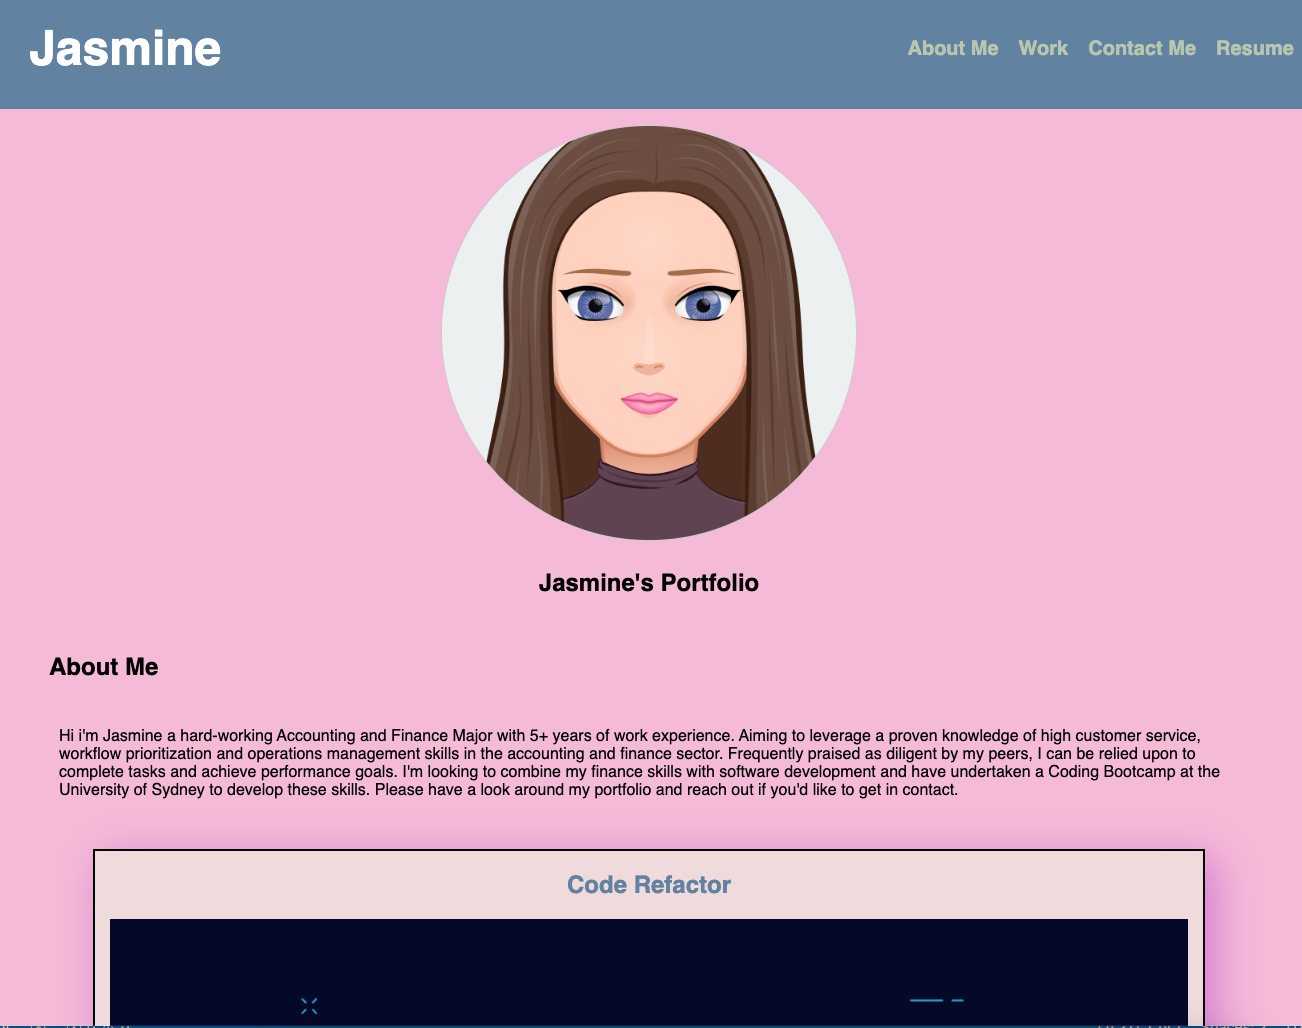 Jasmine
About Me Work Contact Me Resume
Jasmine's Portfolio
About Me
Hi i'm Jasmine a hard-working Accounting and Finance Major with 5+ years of work experience. Aiming to leverage a proven knowledge of high customer service,
workflow prioritization and operations management skills in the accounting and finance sector. Frequently praised as diligent by my peers, I can be relied upon to
complete tasks and achieve performance goals. I'm looking to combine my finance skills with software development and have undertaken a Coding Bootcamp at the
University of Sydney to develop these skills. Please have a look around my portfolio and reach out if you'd like to get in contact.
Code Refactor